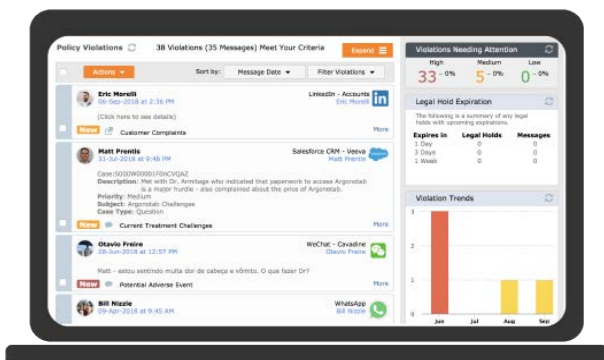 Policy Violations
38 Violations (35 Messages) Meet Your Criteria
Expand
Actions
Sort by:
Message Date
Filter Violations
Eric Morelli
06-Sep-2018 at 2:36 PM
LinkedIn - Accounts
Eric Morelli
in
(Click here to see details)
New
Customer Complaints
More
Matt Prentis
31-Jul-2018 at 9:46 PM
Salesforce CRM - Veeva
Matt Prentis
Description: Met with Dr. Armitage who indicated that paperwork to access Argonotab
is a major hurdle - also complained about the price of Argonetab.
Priority: Medium
Subject: Argonotab Challenges
Case Type: Question
New
Current Treatment Challenges
More
Otavio Freire
28-Jun-2018 at 12:57 PM
WeChat - Cavadine
Otavio Freire
Matt - estou sentindo muita dor de cabeça e vômito. O que fazer Dr?
New
Potential Adverse Event
More
Bill Nizzle
09-Apr-2018 at 9:45 AM
WhatsApp
Bill Nizzle
Violations Needing Attention
High
Medium
Low
33 - 0%
5 - 0%
0 - 0%
Legal Hold Expiration
The following is a summary of any legal
holds with upcoming expirations.
Expires in Legal Holds Messages
1 Day 0 0
3 Days 0 0
1 Week 0 0
Violation Trends
3
2
1
0
Jun Jul Aug Sep